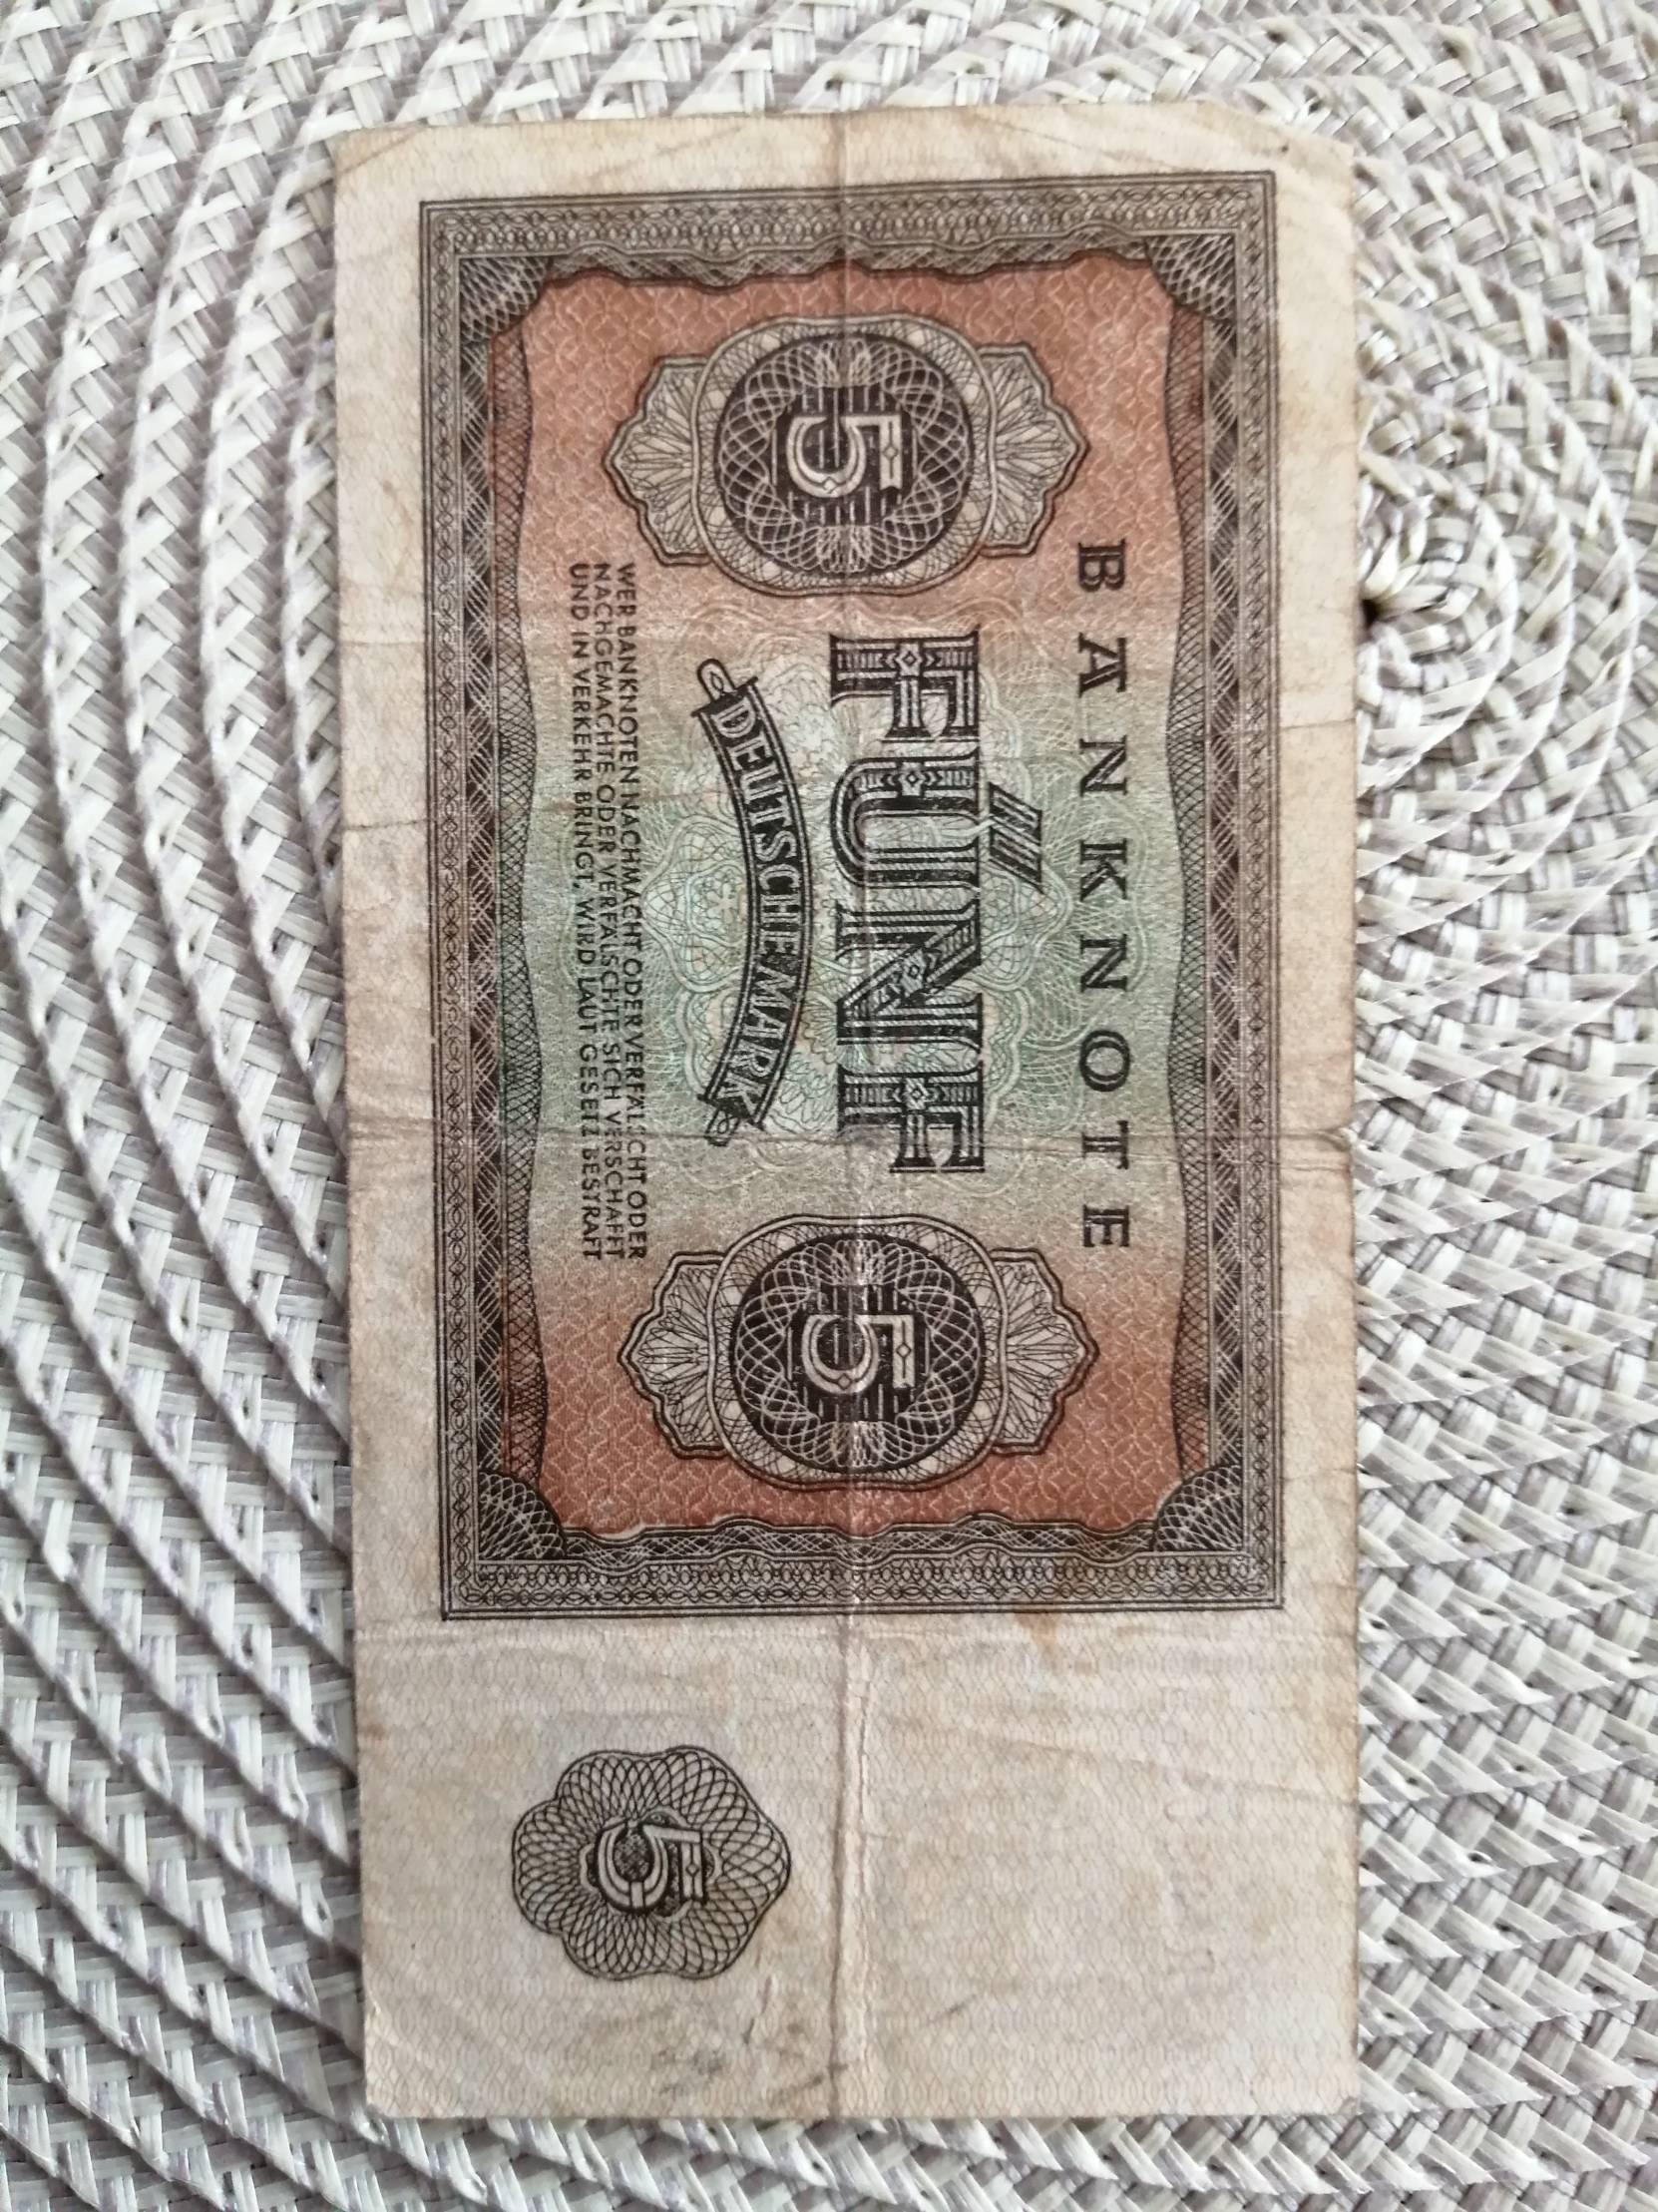 BANKNOTE
5 FÜNF 5
DEUTSCHE MARK
WER BANKNOTEN NACHMACHT ODER VERFÄLSCHT ODER
NACHGEMACHTE ODER VERFÄLSCHTE SICH VERSCHAFFT
UND IN VERKEHR BRINGT, WIRD LAUT GESETZ BESTRAFT
5